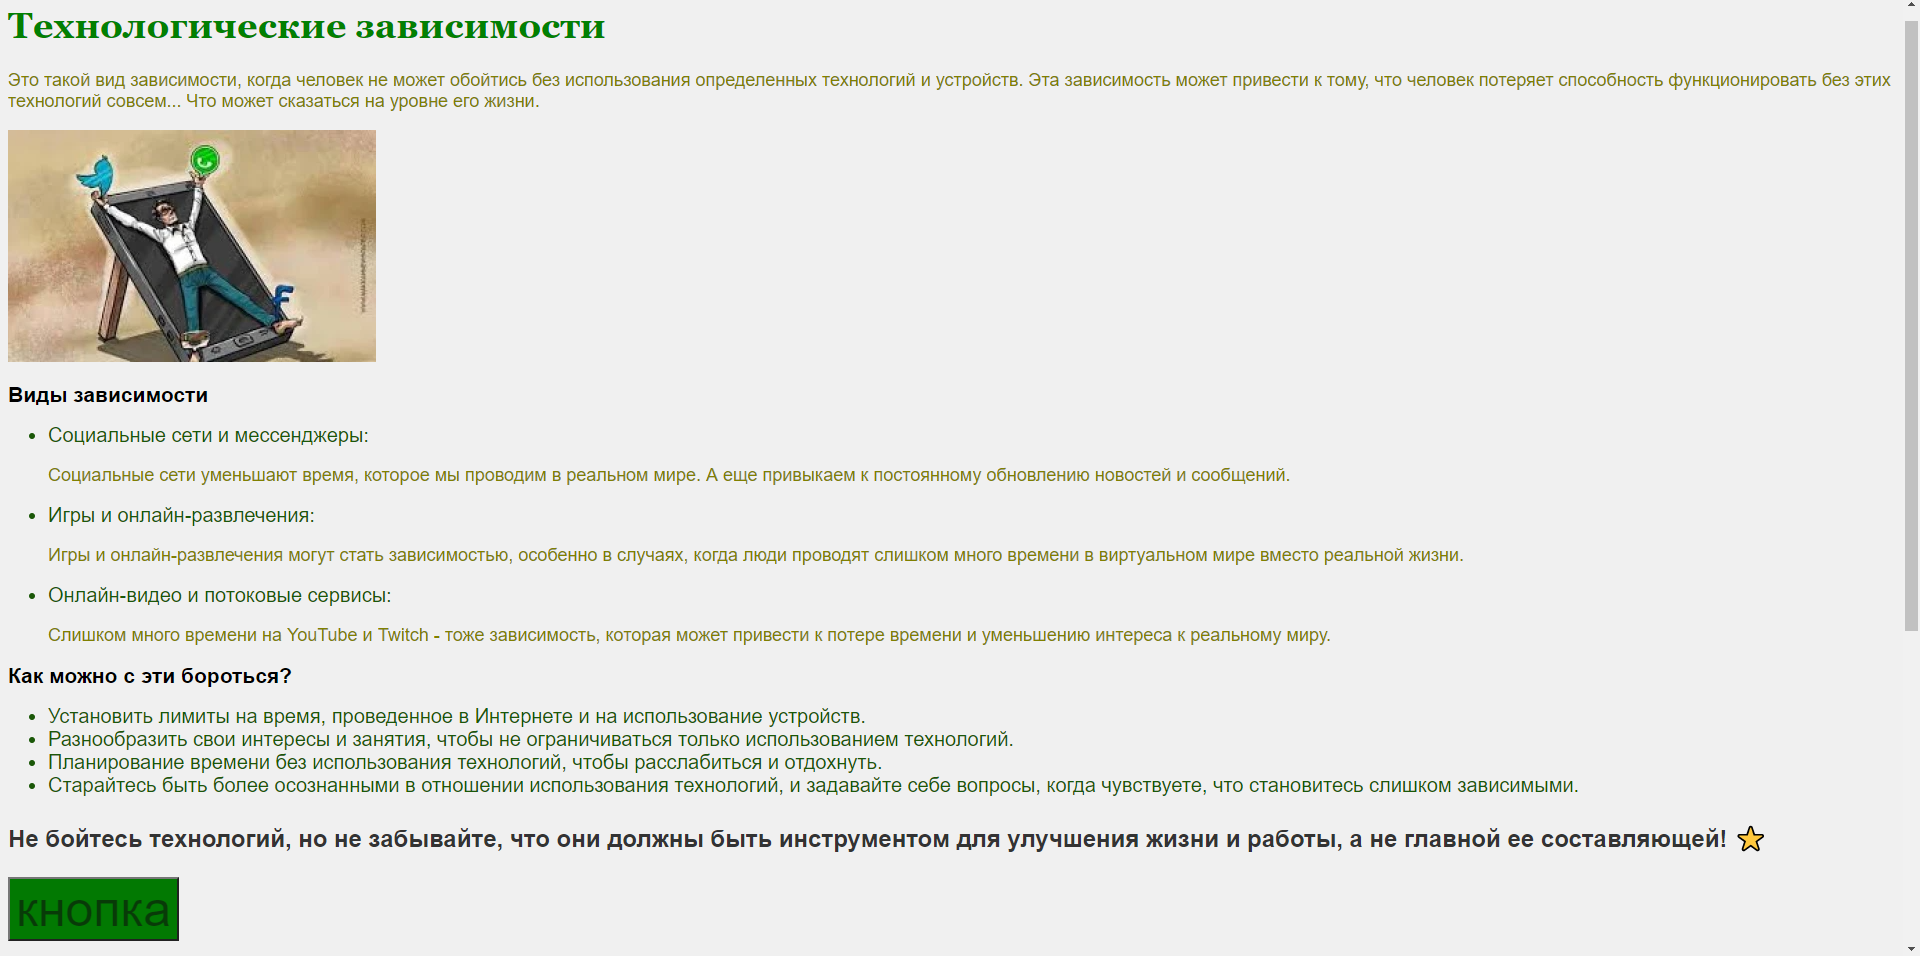 Технологические зависимости
Это такой вид зависимости, когда человек не может обойтись без использования определенных технологий и устройств. Эта зависимость может привести к тому, что человек потеряет способность функционировать без этих
технологий совсем... Что может сказаться на уровне его жизни.
Виды зависимости
Социальные сети и мессенджеры:
Социальные сети уменьшают время, которое мы проводим в реальном мире. А еще привыкаем к постоянному обновлению новостей и сообщений.
Игры и онлайн-развлечения:
Игры и онлайн-развлечения могут стать зависимостью, особенно в случаях, когда люди проводят слишком много времени в виртуальном мире вместо реальной жизни.
Онлайн-видео и потоковые сервисы:
Слишком много времени на YouTube и Twitch - тоже зависимость, которая может привести к потере времени и уменьшению интереса к реальному миру.
Как можно с эти бороться?
Установить лимиты на время, проведенное в Интернете и на использование устройств.
Разнообразить свои интересы и занятия, чтобы не ограничиваться только использованием технологий.
Планирование времени без использования технологий, чтобы расслабиться и отдохнуть.
Старайтесь быть более осознанными в отношении использования технологий, и задавайте себе вопросы, когда чувствуете, что становитесь слишком зависимыми.
Не бойтесь технологий, но не забывайте, что они должны быть инструментом для улучшения жизни и работы, а не главной ее составляющей!
кнопка